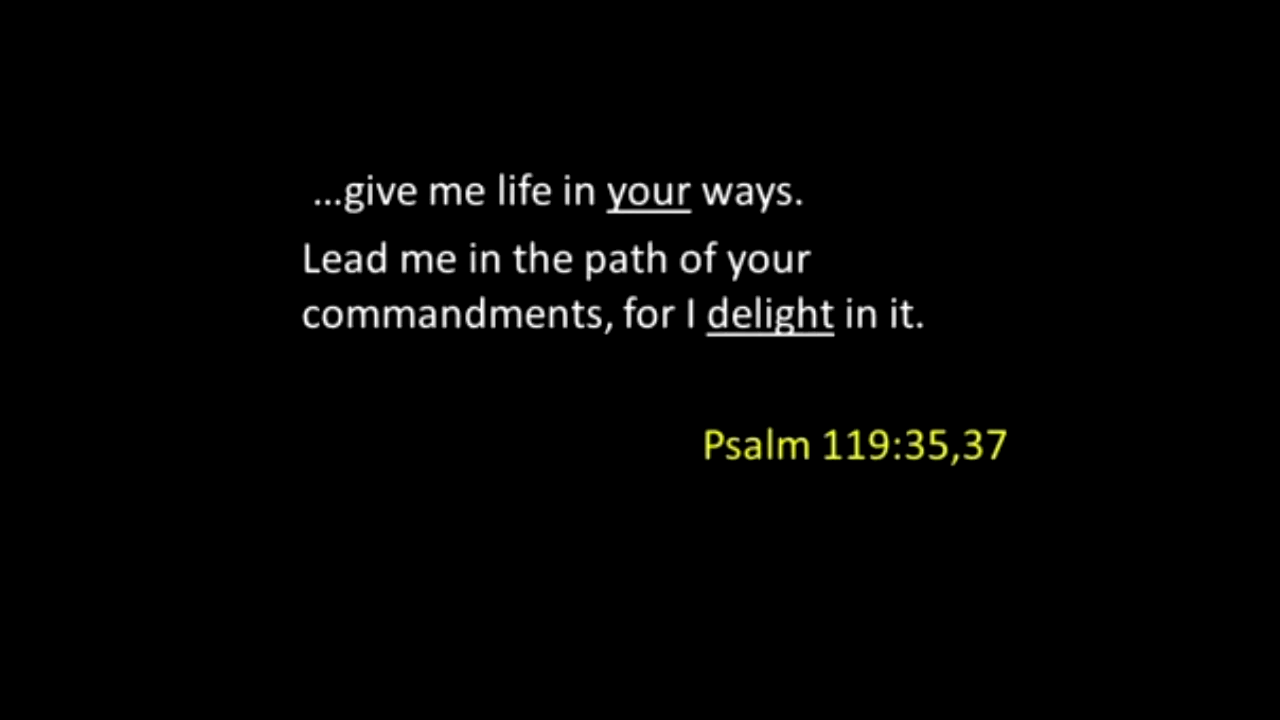 ...give me life in your ways.
Lead me in the path of your
commandments, for I delight in it.
Psalm 119:35,37